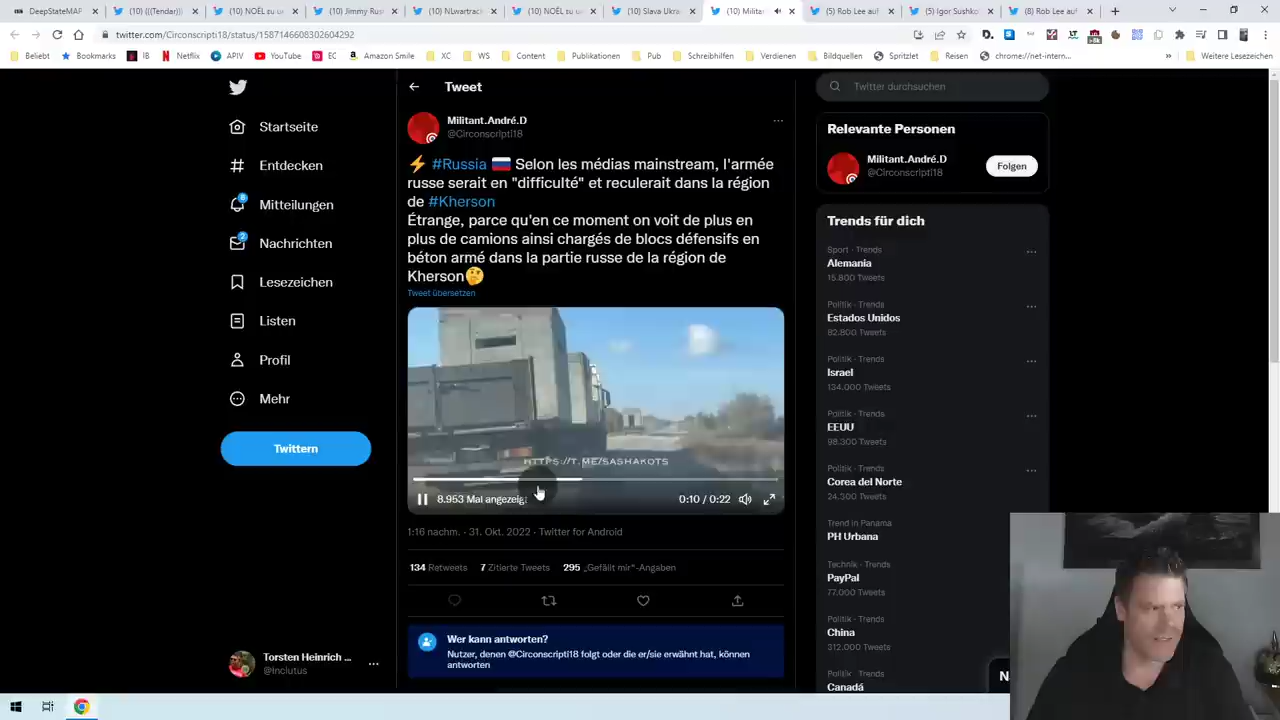 DeepStateMAP
(10) (((Tendar)))
(10) NOËL to u
(10) Jimmy Rus
(10) NLwartrack
(10) NOËL to u
(10) Slava Ukra
(10) Militar
(5) Rob Lee auf
(5) Igor Sushko
(8) Rob Lee auf
twitter.com/Circonscripti18/status/1587146608302604292
Beliebt
Bookmarks
IB
Netflix
APIV
YouTube
EC
Amazon Smile
XC
WS
Content
Publikationen
Pub
Schreibhilfen
Verdienen
Bildquellen
Spritzlet
Reisen
chrome://net-intern...
»
Weitere Lesezeichen
Startseite
Entdecken
8
Mitteilungen
2
Nachrichten
Lesezeichen
Listen
Profil
Mehr
Twittern
Torsten Heinrich ...
@Inclutus
Tweet
Militant.André.D
@Circonscripti18
⚡ #Russia 🇷🇺 Selon les médias mainstream, l'armée
russe serait en "difficulté" et reculerait dans la région
de #Kherson
Étrange, parce qu'en ce moment on voit de plus en
plus de camions ainsi chargés de blocs défensifs en
béton armé dans la partie russe de la région de
Kherson🤔
Tweet übersetzen
HTTPS://T.ME/SASHAKOTS
8.953 Mal angezeigt
0:10 / 0:22
1:16 nachm. · 31. Okt. 2022 · Twitter for Android
134 Retweets
7 Zitierte Tweets
295 „Gefällt mir“-Angaben
Wer kann antworten?
Nutzer, denen @Circonscripti18 folgt oder die er/sie erwähnt hat, können
antworten
Twitter durchsuchen
Relevante Personen
Militant.André.D
@Circonscripti18
Folgen
Trends für dich
Sport · Trends
Alemania
15.800 Tweets
Politik · Trends
Estados Unidos
82.800 Tweets
Politik · Trends
Israel
134.000 Tweets
Politik · Trends
EEUU
98.300 Tweets
Politik · Trends
Corea del Norte
24.300 Tweets
Trend in Panama
PH Urbana
Technik · Trends
PayPal
77.000 Tweets
Politik · Trends
China
312.000 Tweets
Politik · Trends
Canadá
N